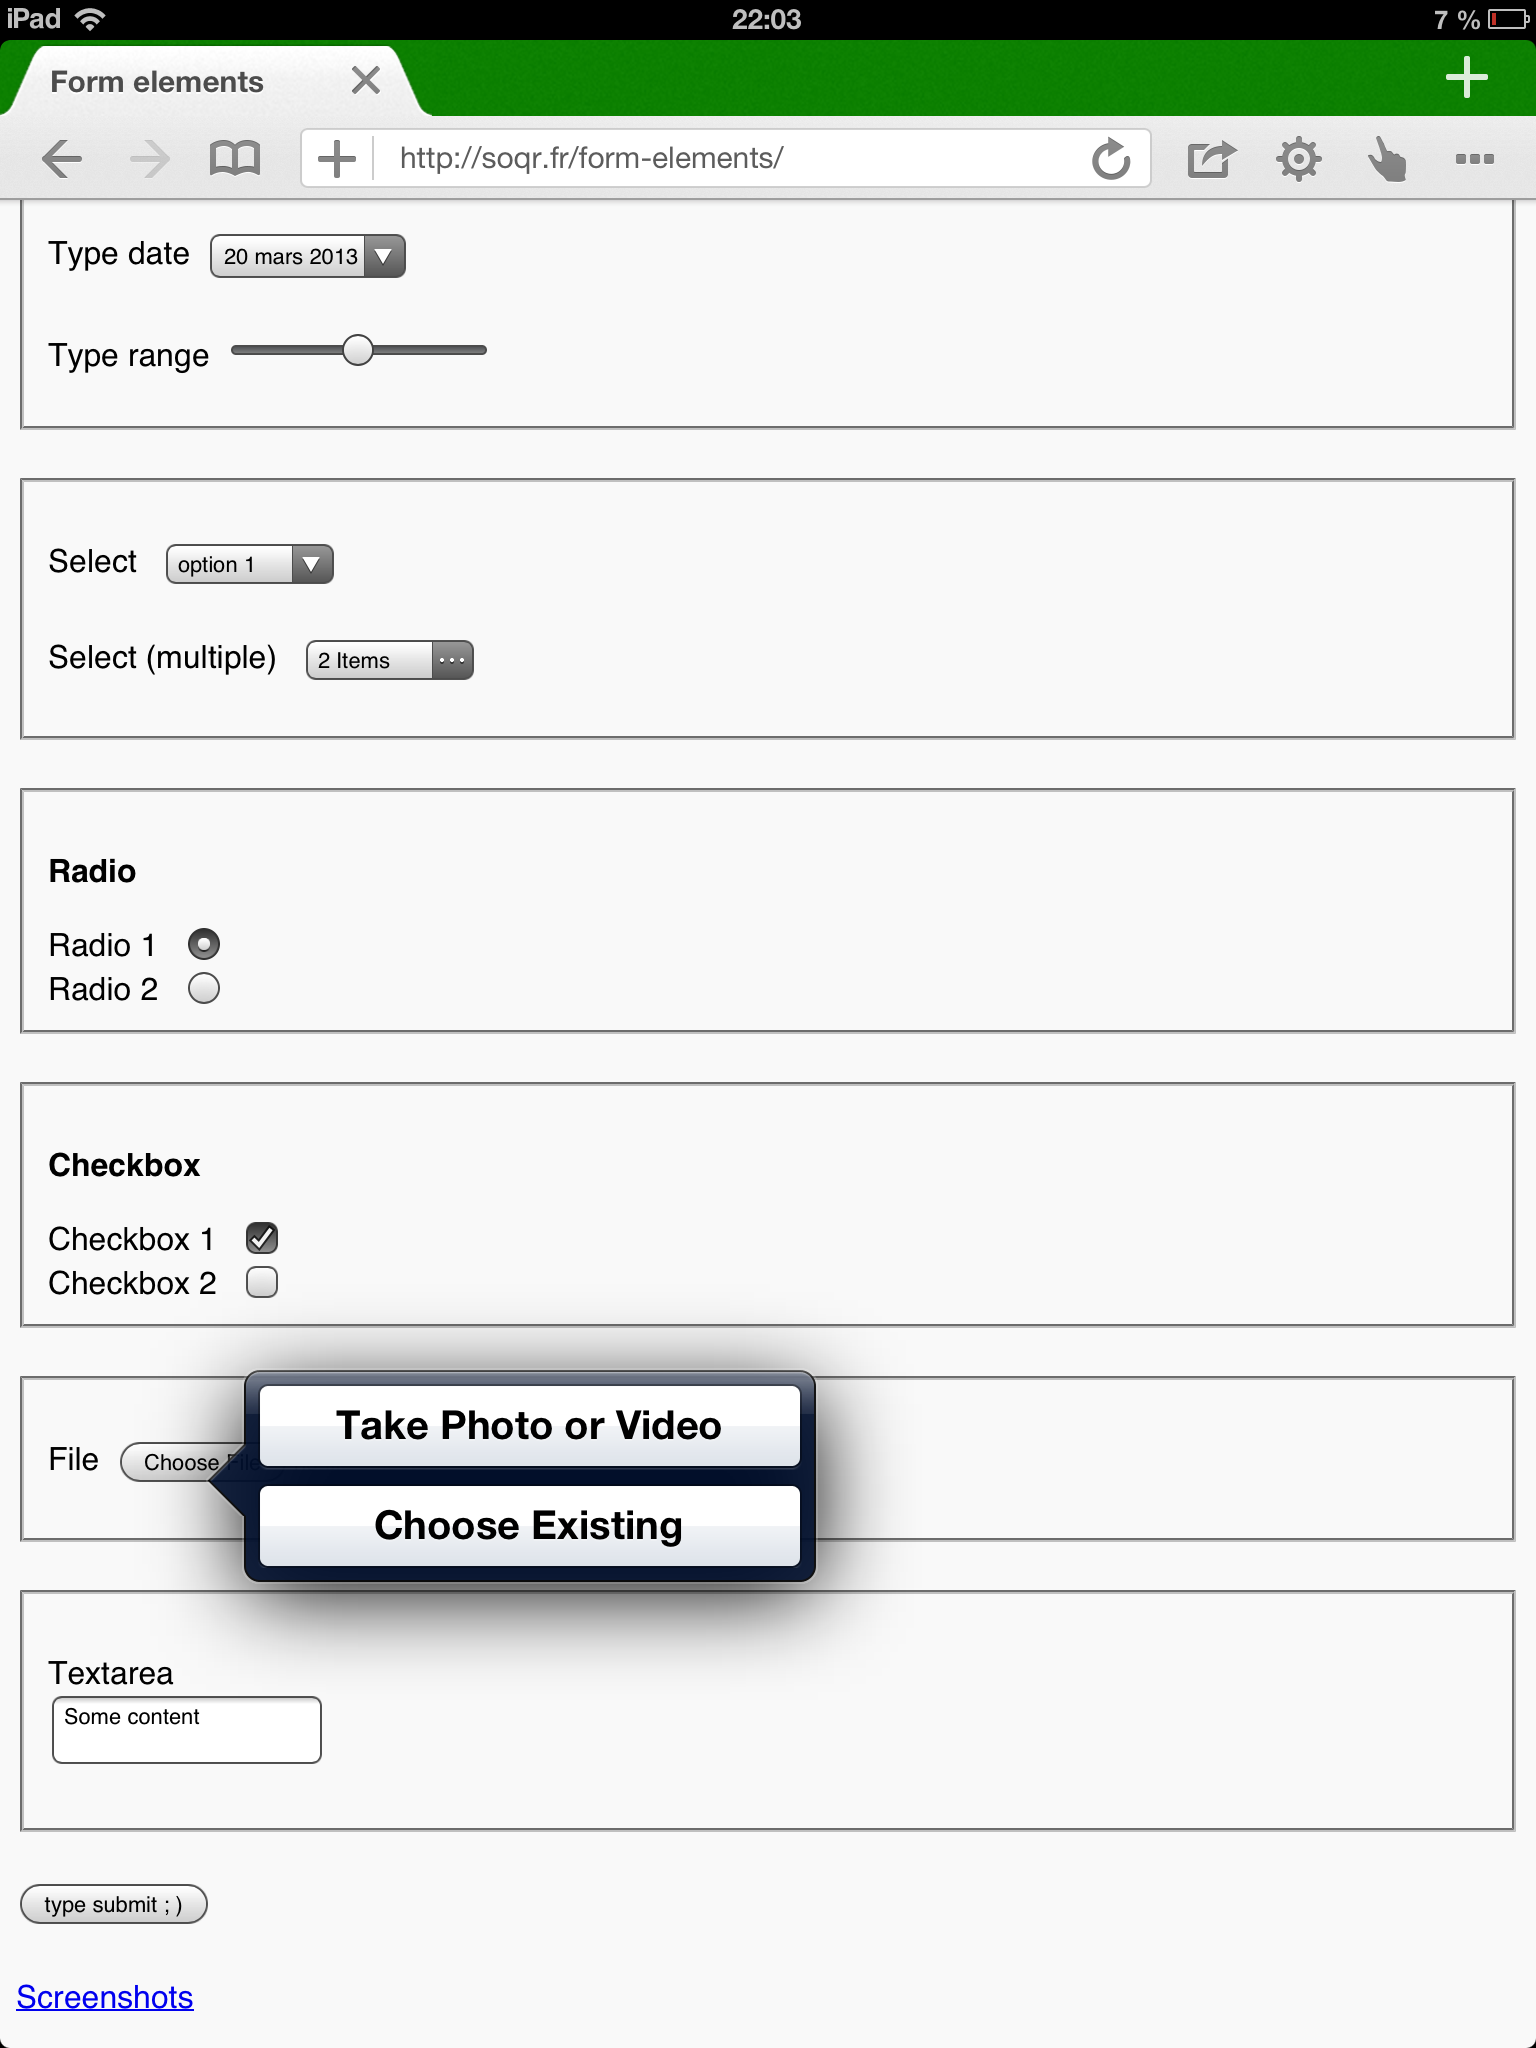 iPad 22:03 7 %
Form elements
http://soqr.fr/form-elements/
Type date 20 mars 2013
Type range
Select option 1
Select (multiple) 2 Items
Radio
Radio 1
Radio 2
Checkbox
Checkbox 1
Checkbox 2
Take Photo or Video
File Choose File
Choose Existing
Textarea
Some content
type submit ; )
Screenshots